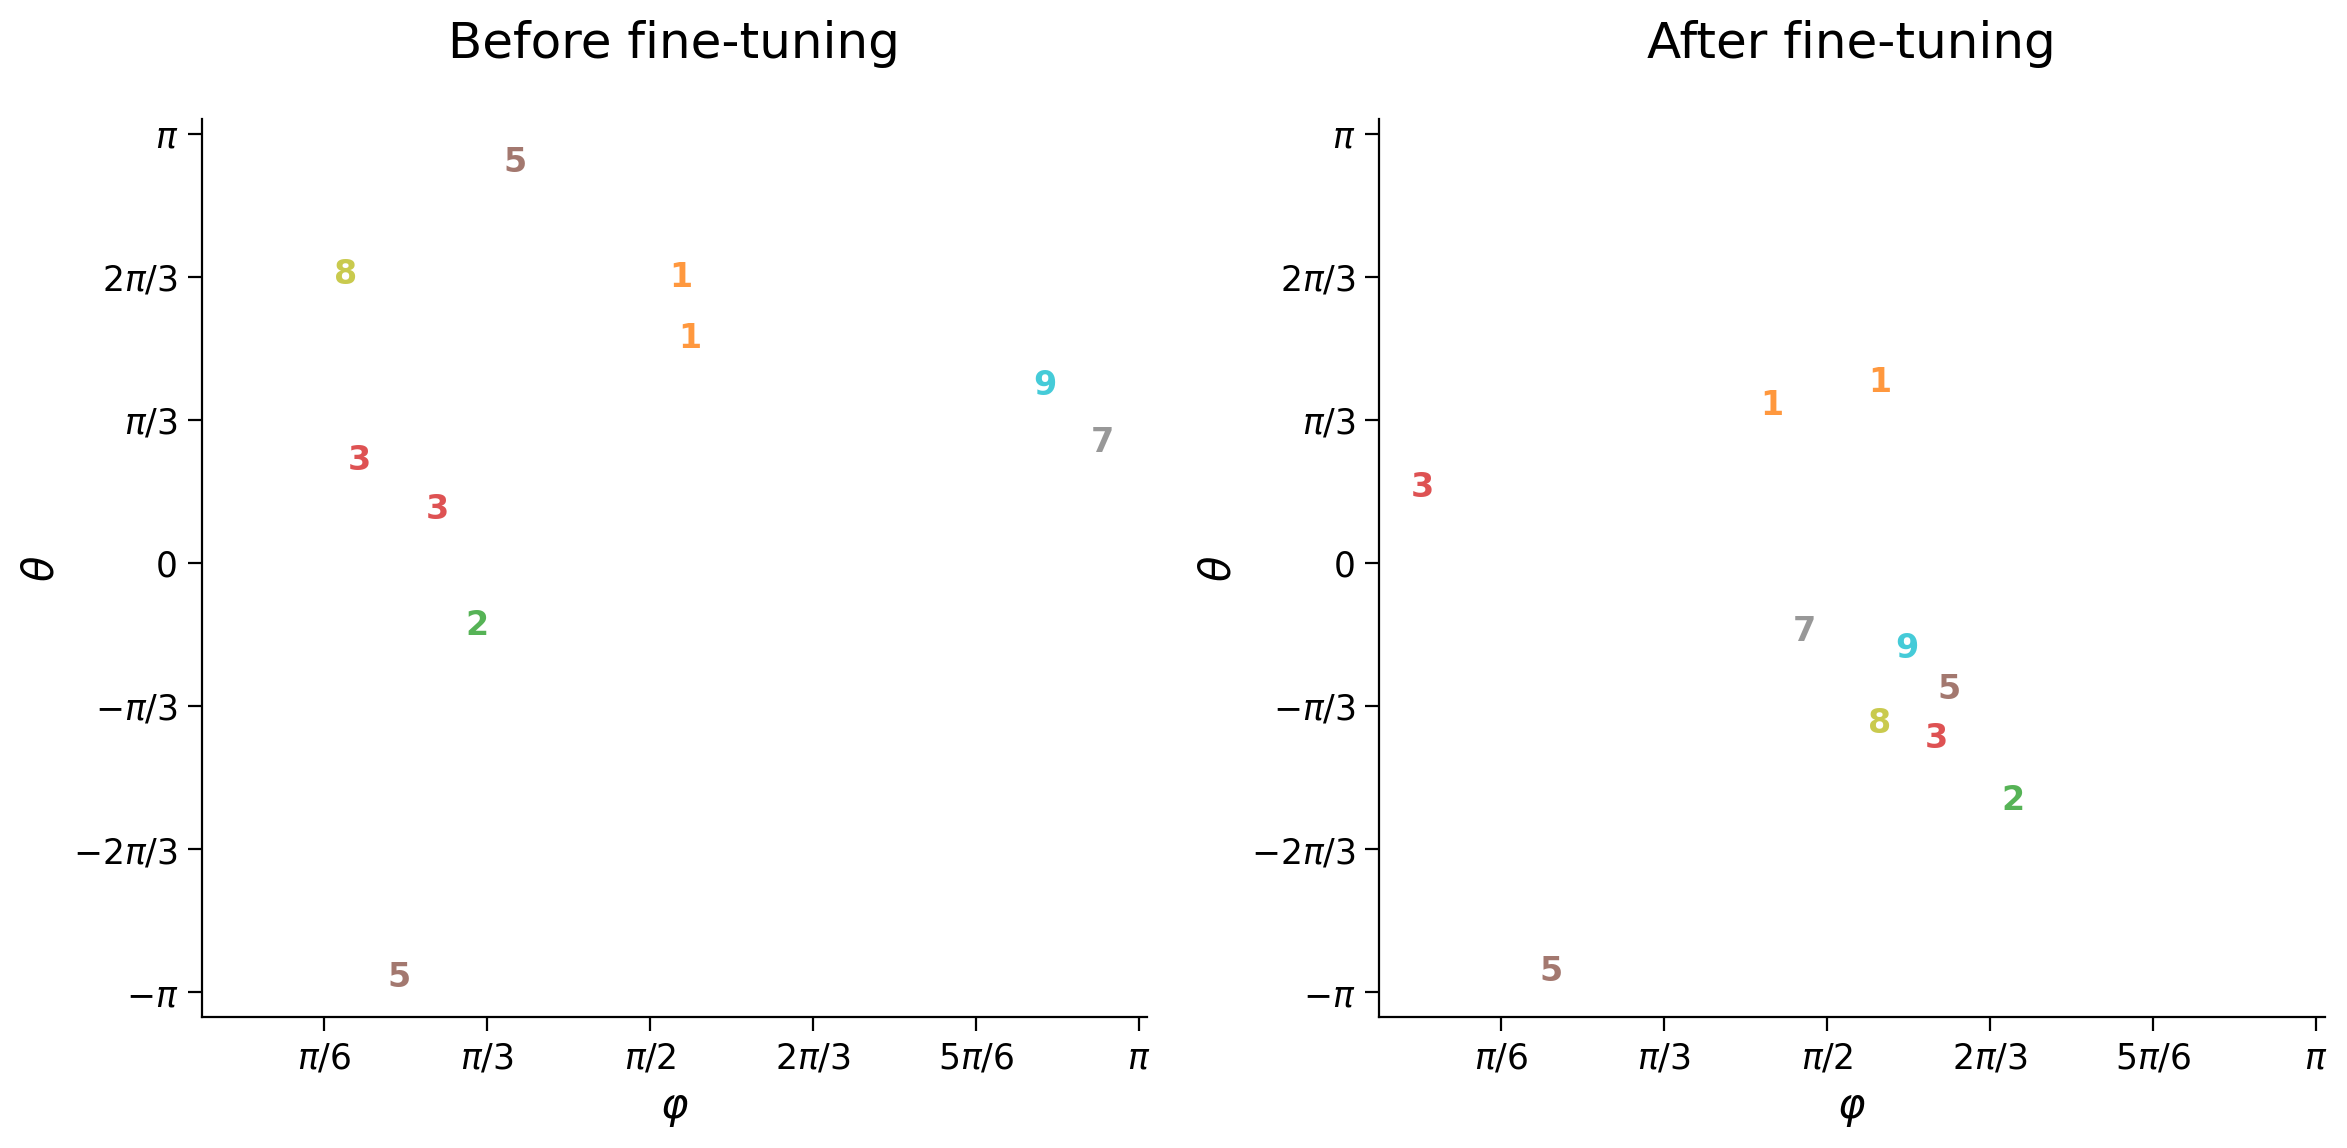 Before fine-tuning
π
2π/3
π/3
0
−π/3
−2π/3
−π
θ
5
8
1
1
9
7
3
3
2
5
π/6 π/3 π/2 2π/3 5π/6 π
φ
After fine-tuning
π
2π/3
π/3
0
−π/3
−2π/3
−π
θ
1
1
3
7
9
5
8
3
2
5
π/6 π/3 π/2 2π/3 5π/6 π
φ